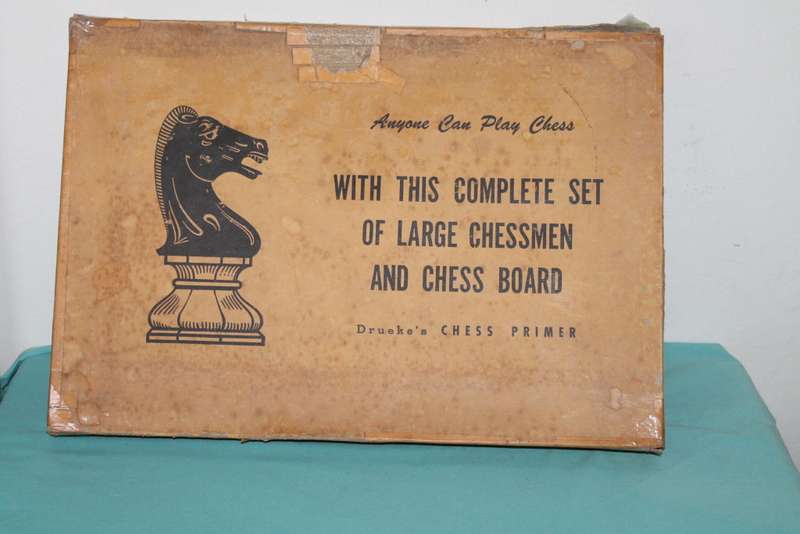 Anyone Can Play Chess
WITH THIS COMPLETE SET
OF LARGE CHESSMEN
AND CHESS BOARD
Drueke's CHESS PRIMER